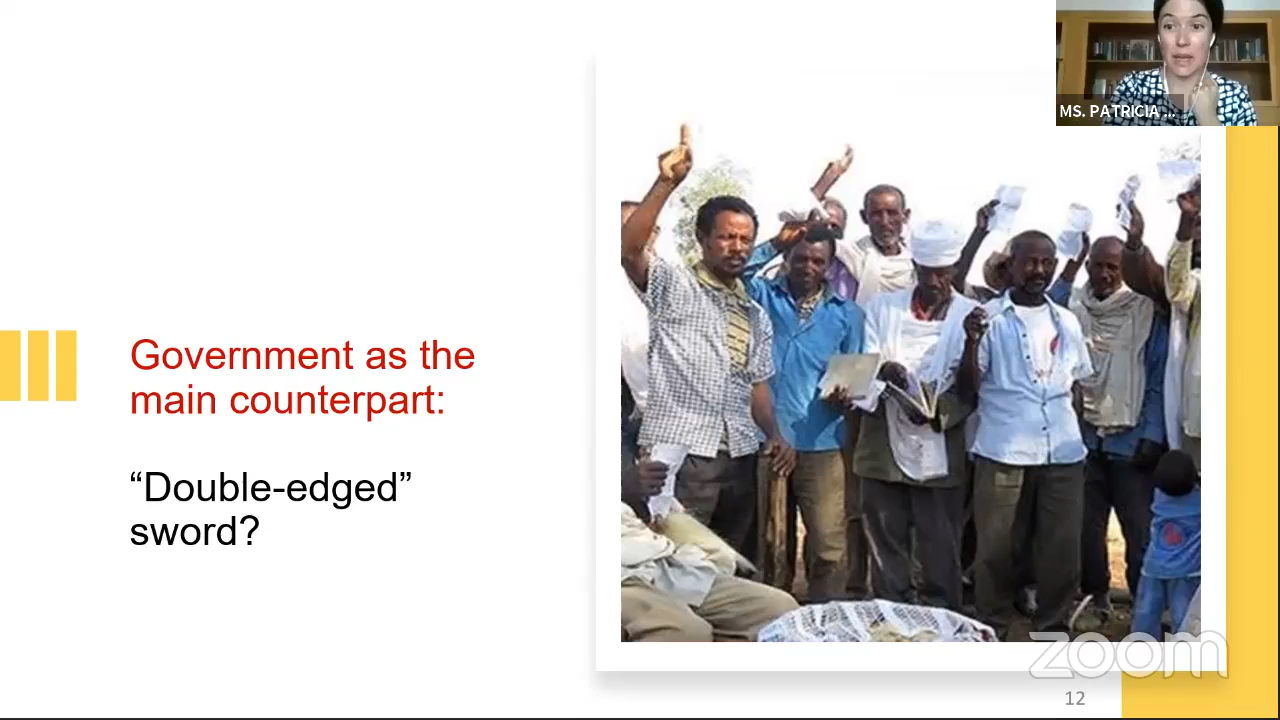 MS. PATRICIA ...
Government as the
main counterpart:
“Double-edged”
sword?
zoom
12